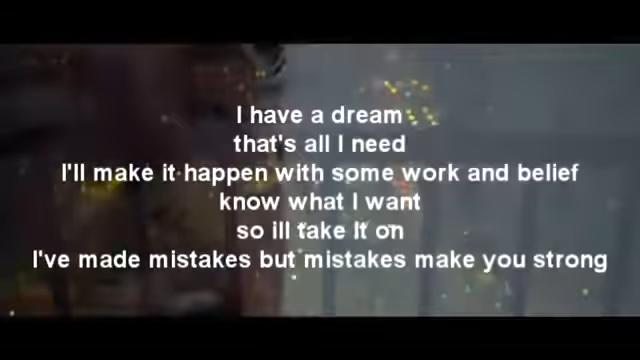 I have a dream
that's all I need
I'll make it happen with some work and belief
know what I want
so ill take It on
I've made mistakes but mistakes make you strong